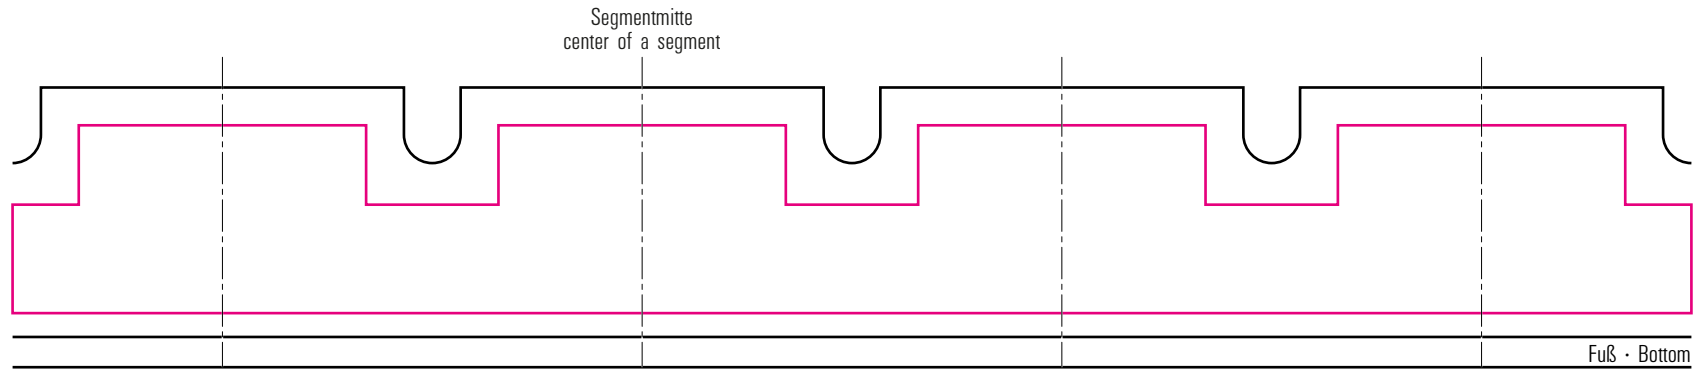 Segmentmitte
center of a segment
Fuß · Bottom